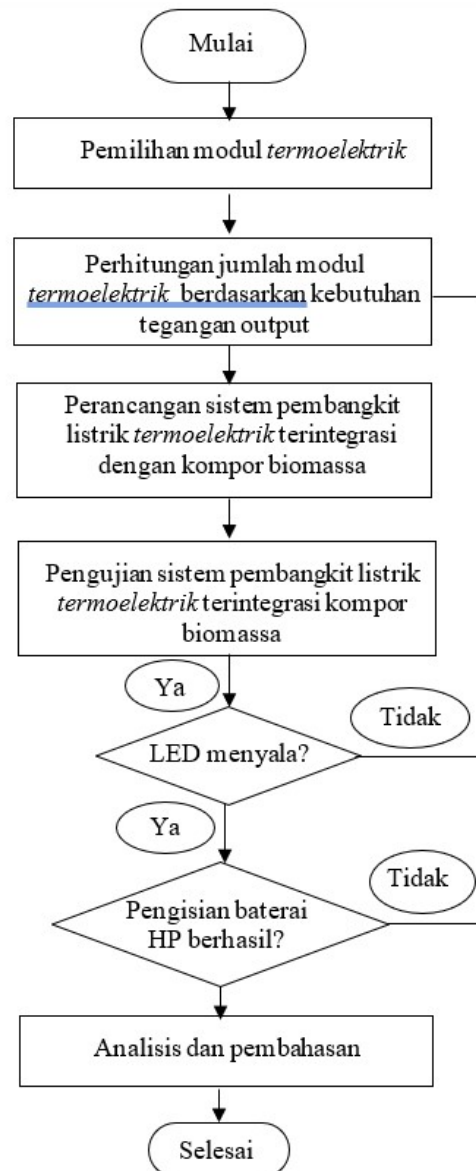 Mulai
Pemilihan modul termoelektrik
Perhitungan jumlah modul
termoelektrik berdasarkan kebutuhan
tegangan output
Perancangan sistem pembangkit
listrik termoelektrik terintegrasi
dengan kompor biomassa
Pengujian sistem pembangkit listrik
termoelektrik terintegrasi kompor
biomassa
Ya
Tidak
LED menyala?
Ya
Tidak
Pengisian baterai
HP berhasil?
Analisis dan pembahasan
Selesai